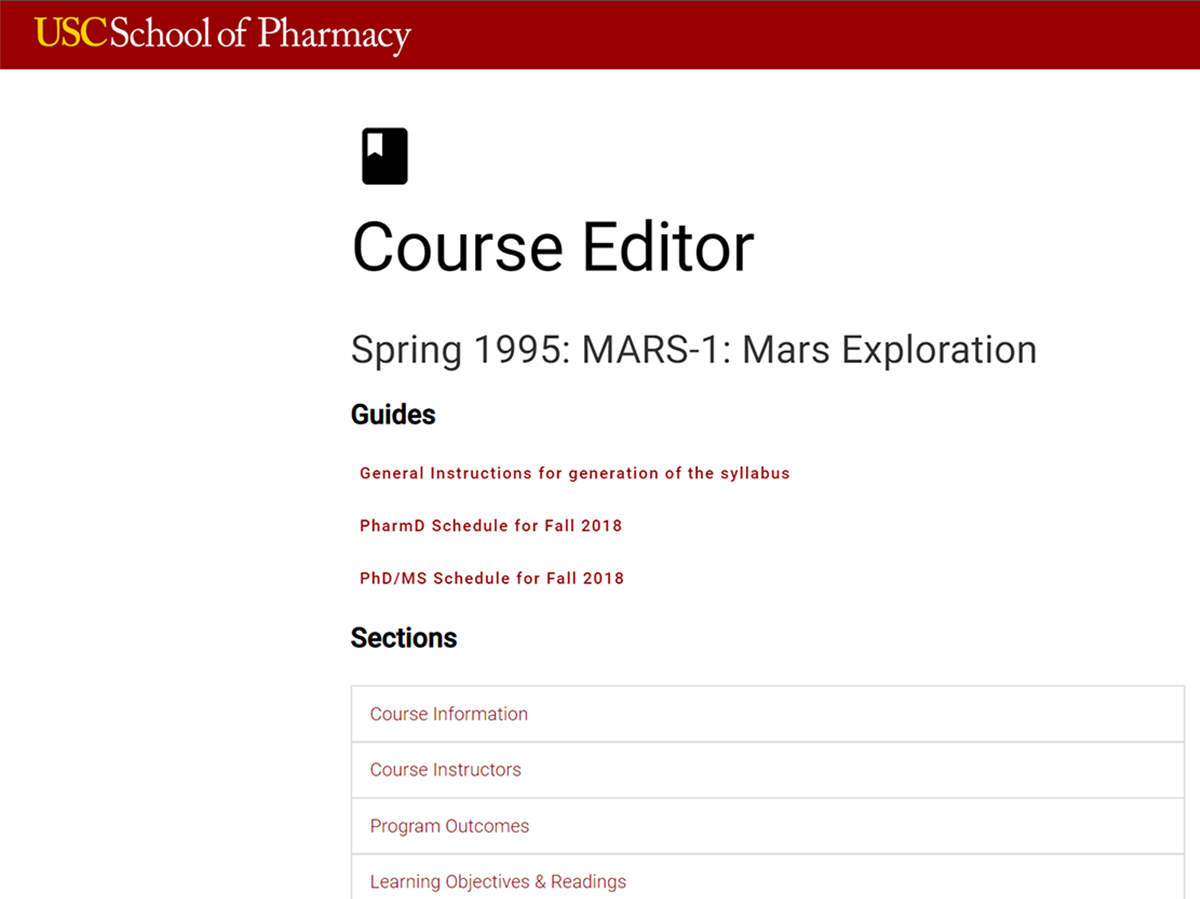 USC School of Pharmacy
Course Editor
Spring 1995: MARS-1: Mars Exploration
Guides
General Instructions for generation of the syllabus
PharmD Schedule for Fall 2018
PhD/MS Schedule for Fall 2018
Sections
Course Information
Course Instructors
Program Outcomes
Learning Objectives & Readings